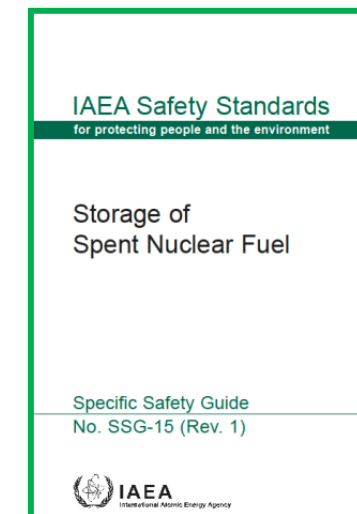 IAEA Safety Standards
for protecting people and the environment
Storage of
Spent Nuclear Fuel
Specific Safety Guide
No. SSG-15 (Rev. 1)
IAEA
International Atomic Energy Agency